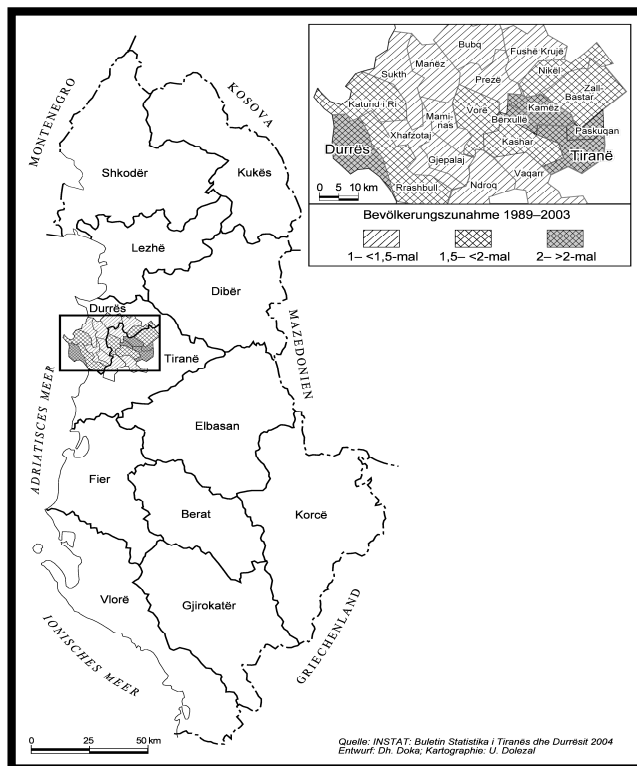 MONTENEGRO
KOSOVA
Shkodër
Kukës
Lezhë
Dibër
Durrës
Tiranë
MAZEDONIEN
ADRIATISCHES MEER
Elbasan
Fier
Berat
Korcë
Vlorë
Gjirokatër
IONISCHES MEER
GRIECHENLAND
0 25 50 km
Bubq
Fushë Krujë
Manëz
Nikël
Sukth
Prezë
Zall-
Bastar
Katund i Ri
Kamëz
Vorë
Mami-
nas
Bërxullë
Paskuqan
Xhafzotaj
Durrës
Kashar
Tiranë
Gjepalaj
Vaqarr
Rrashbull
Ndroq
0 5 10 km
Bevölkerungszunahme 1989–2003
1– <1,5-mal
1,5– <2-mal
2– >2-mal
Quelle: INSTAT: Buletin Statistika i Tiranës dhe Durrësit 2004
Entwurf: Dh. Doka; Kartographie: U. Dolezal